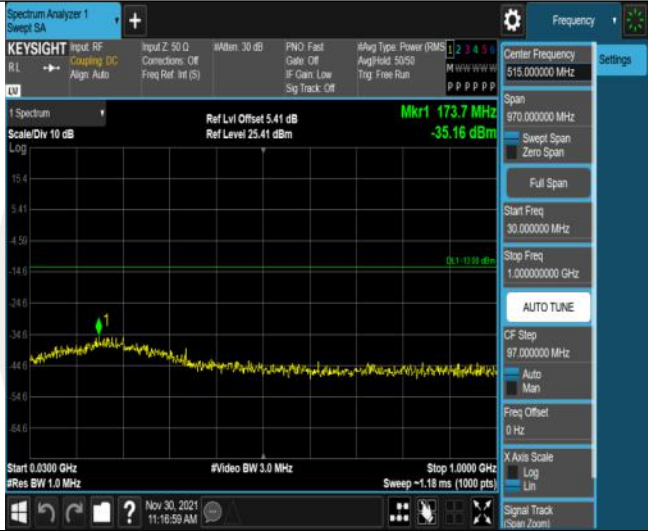 Spectrum Analyzer 1
Swept SA
+
Frequency
KEYSIGHT
RL
LV
Input: RF
Coupling: DC
Align: Auto
Input Z: 50 Ω
Corrections: Off
Freq Ref: Int (S)
#Atten: 30 dB
PNO: Fast
Gate: Off
IF Gain: Low
Sig Track: Off
#Avg Type: Power (RMS
Avg|Hold: 50/50
Trig: Free Run
1 2 3 4 5 6
M W W W W W
P P P P P P
1 Spectrum
Scale/Div 10 dB
Log
Ref Lvl Offset 5.41 dB
Ref Level 25.41 dBm
Mkr1 173.7 MHz
-35.16 dBm
15.4
5.41
-4.59
-14.6
-24.6
-34.6
-54.6
-64.6
DL1 -13.00 dBm
1
Start 0.0300 GHz
#Res BW 1.0 MHz
#Video BW 3.0 MHz
Stop 1.0000 GHz
Sweep ~1.18 ms (1000 pts)
?
Nov 30, 2021
11:16:59 AM
Center Frequency
515.000000 MHz
Settings
Span
970.000000 MHz
Swept Span
Zero Span
Full Span
Start Freq
30.000000 MHz
Stop Freq
1.000000000 GHz
AUTO TUNE
CF Step
97.000000 MHz
Auto
Man
Freq Offset
0 Hz
X Axis Scale
Log
Lin
Signal Track
(Span Zoom)